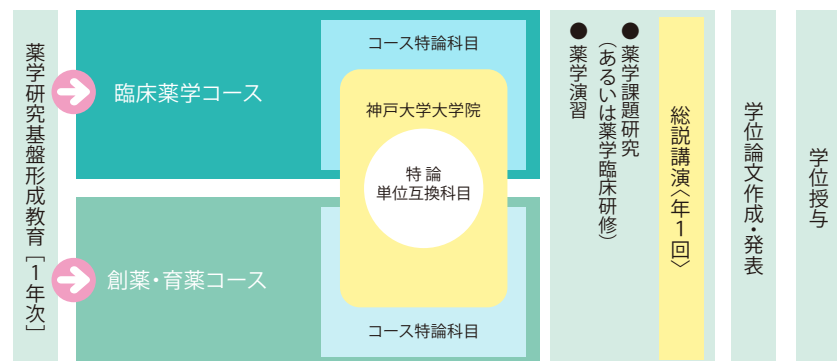 薬学研究基盤形成教育［1年次］
臨床薬学コース
コース特論科目
神戸大学大学院
特論
単位互換科目
創薬・育薬コース
コース特論科目
●薬学課題研究
（あるいは薬学臨床研修）
●薬学演習
総説講演〈年1回〉
学位論文作成・発表
学位授与